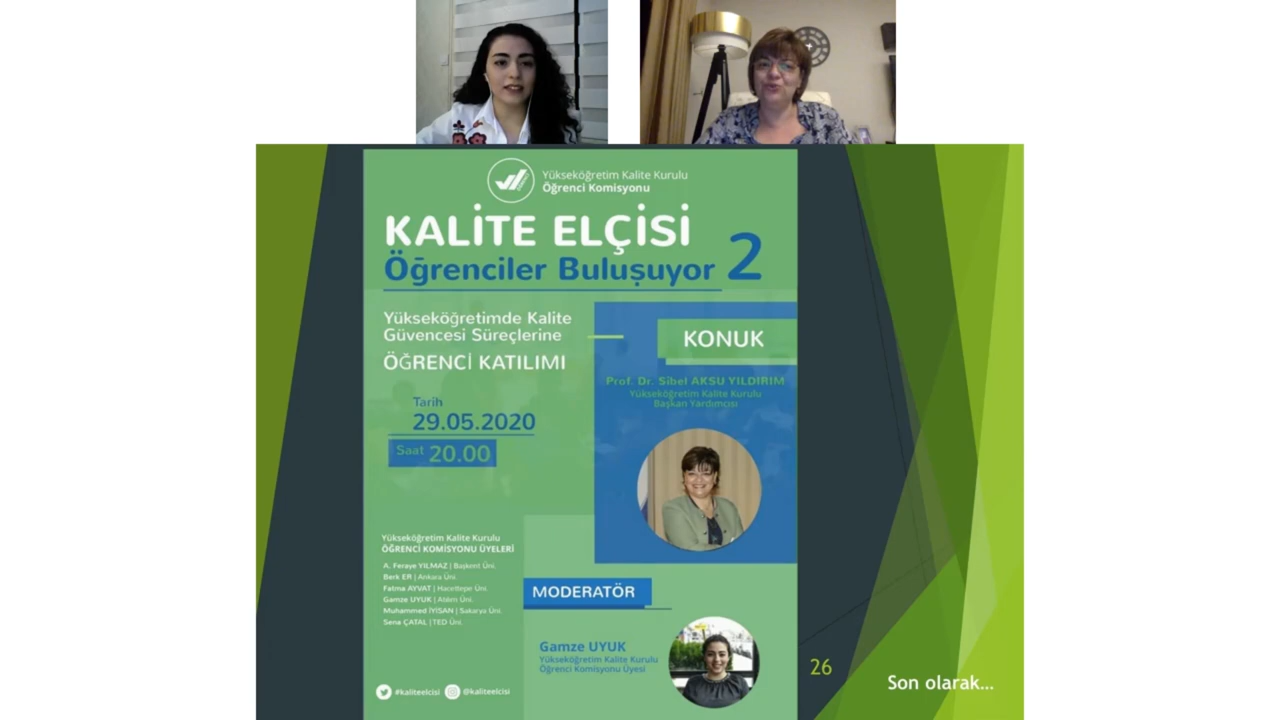 Yükseköğretim Kalite Kurulu
Öğrenci Komisyonu
KALİTE ELÇİSİ
Öğrenciler Buluşuyor 2
Yükseköğretimde Kalite
Güvencesi Süreçlerine
ÖĞRENCİ KATILIMI
KONUK
Prof. Dr. Sibel AKSU YILDIRIM
Yükseköğretim Kalite Kurulu
Başkan Yardımcısı
Tarih
29.05.2020
Saat 20.00
Yükseköğretim Kalite Kurulu
ÖĞRENCİ KOMİSYONU ÜYELERİ
A. Feraye YILMAZ | Başkent Üni.
Berk ER | Ankara Üni.
Fatma AYVAT | Hacettepe Üni.
Gamze UYUK | Atılım Üni.
Muhammed İYİSAN | Sakarya Üni.
Sena ÇATAL | TED Üni.
MODERATÖR
Gamze UYUK
Yükseköğretim Kalite Kurulu
Öğrenci Komisyonu Üyesi
#kaliteelcisi @kaliteelcisi
26
Son olarak...